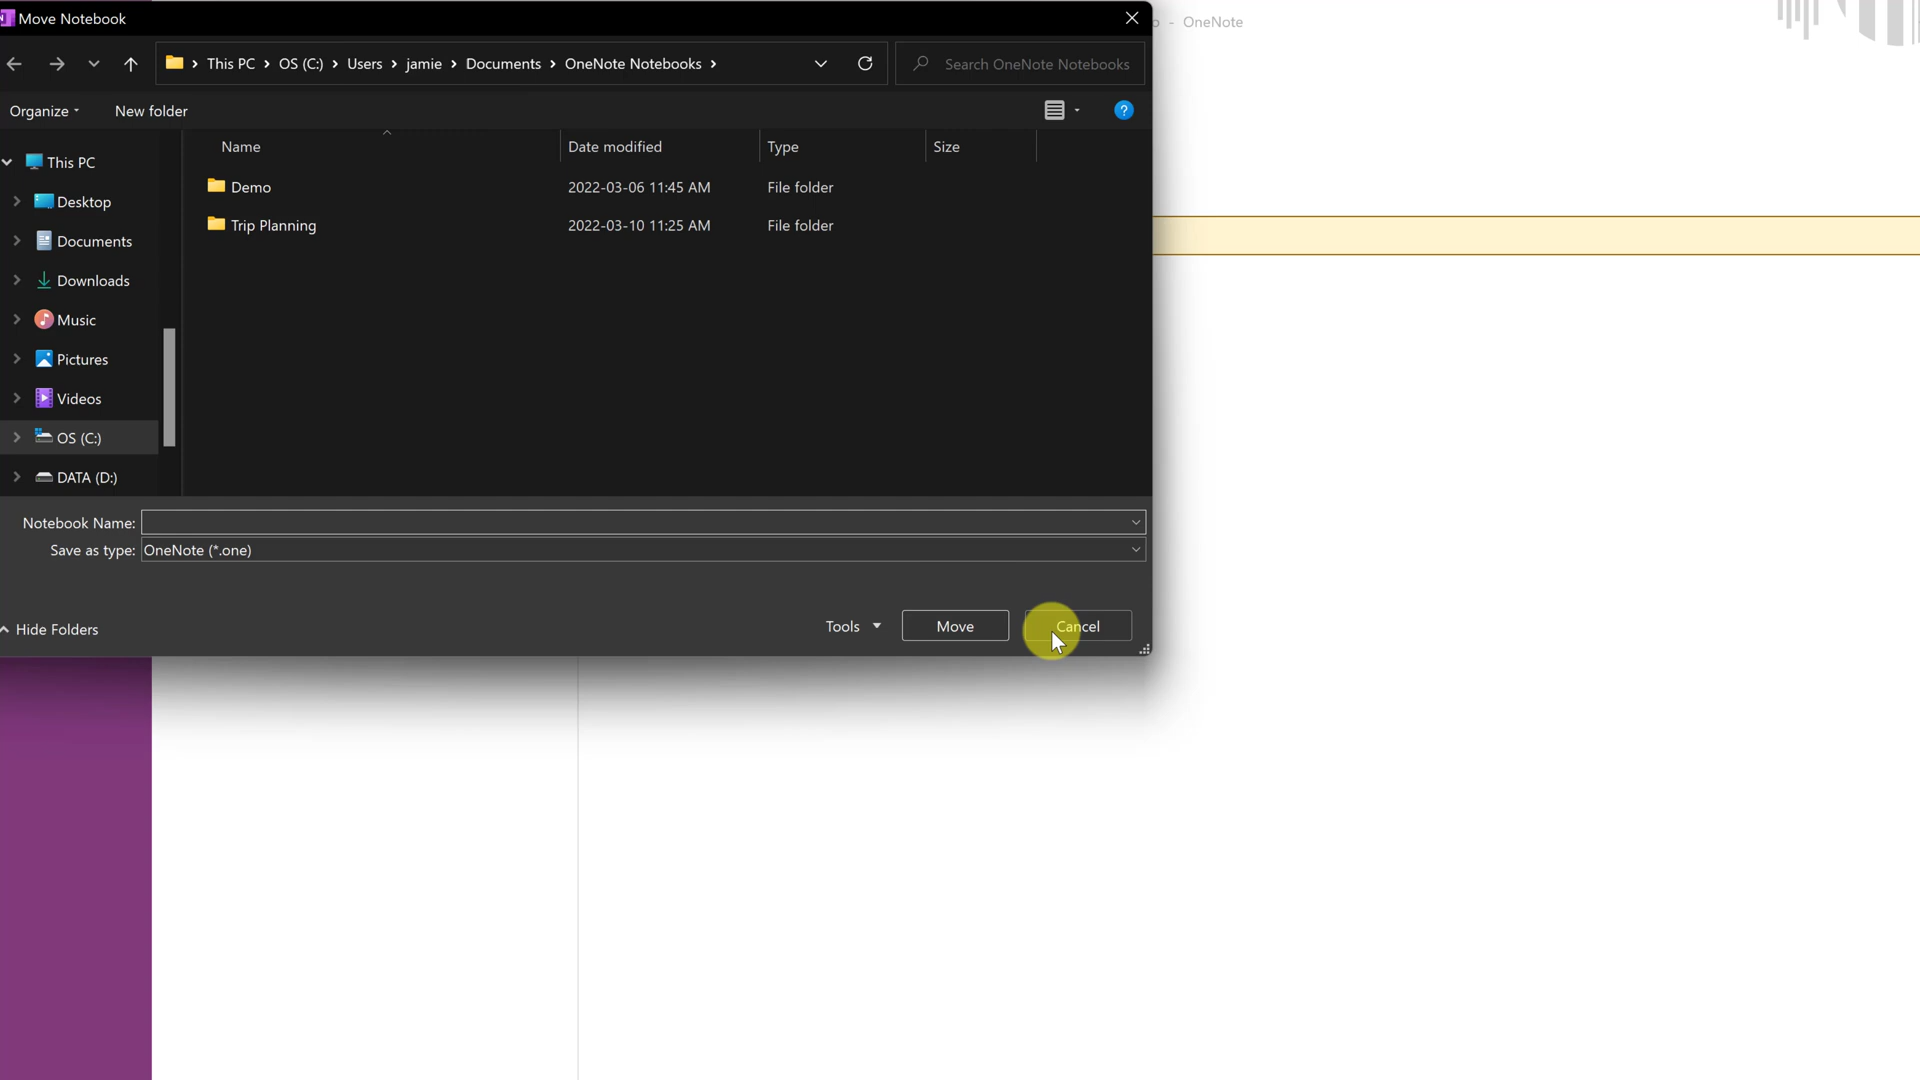 Move Notebook
- OneNote
This PC > OS (C:) > Users > jamie > Documents > OneNote Notebooks >
Search OneNote Notebooks
Organize
New folder
?
Name
Date modified
Type
Size
This PC
Desktop
Documents
Downloads
Music
Pictures
Videos
OS (C:)
DATA (D:)
Demo 2022-03-06 11:45 AM File folder
Trip Planning 2022-03-10 11:25 AM File folder
Notebook Name:
Save as type: OneNote (*.one)
Hide Folders
Tools
Move
Cancel